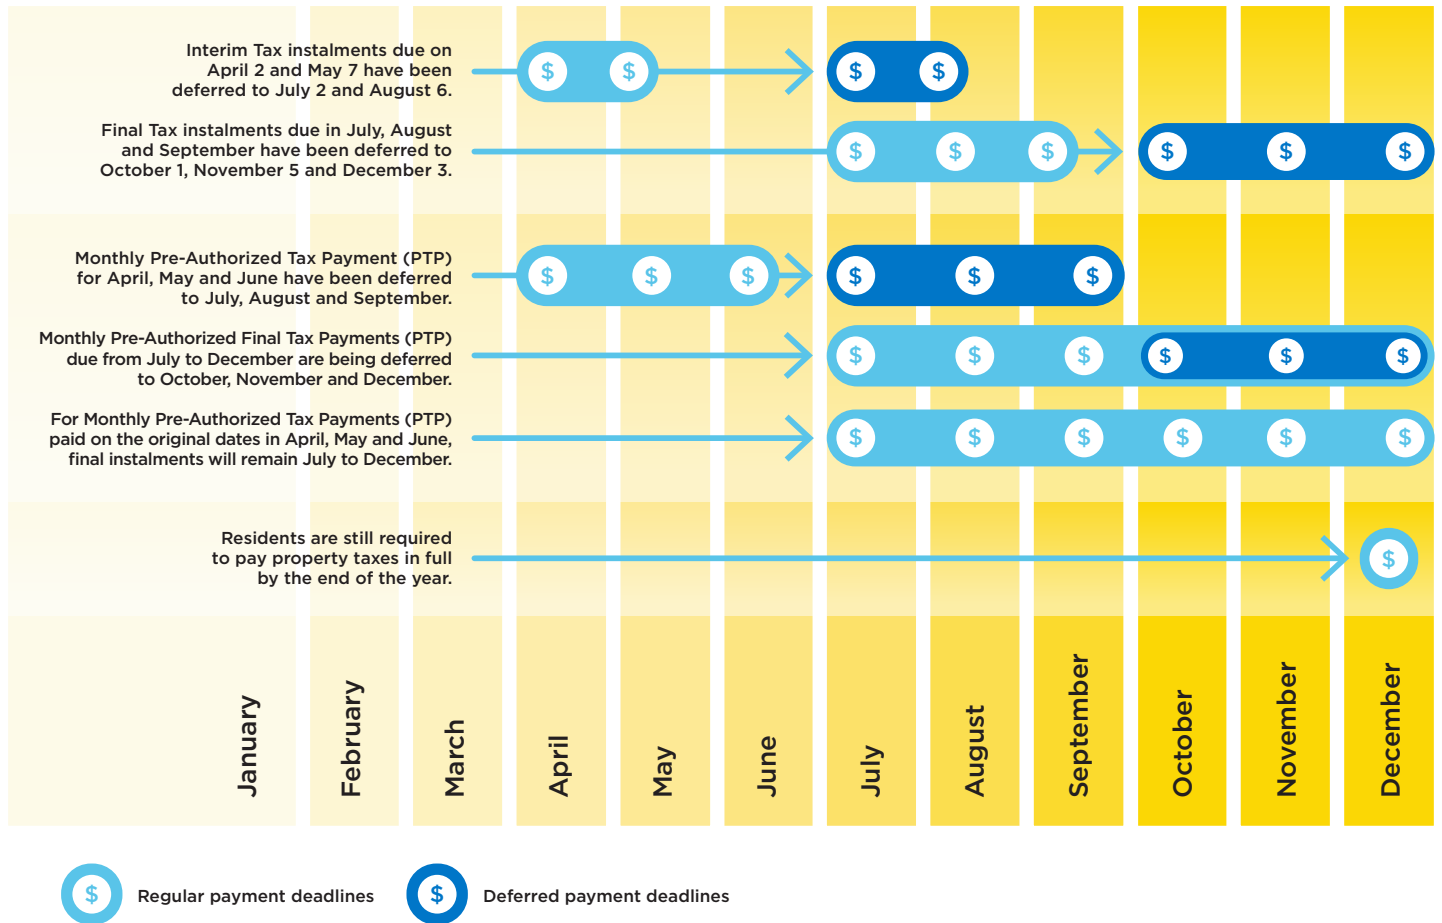 Interim Tax instalments due on
April 2 and May 7 have been
deferred to July 2 and August 6.
$ $ $ $
Final Tax instalments due in July, August
and September have been deferred to
October 1, November 5 and December 3.
$ $ $ $ $ $
Monthly Pre-Authorized Tax Payment (PTP)
for April, May and June have been deferred
to July, August and September.
$ $ $ $ $ $
Monthly Pre-Authorized Final Tax Payments (PTP)
due from July to December are being deferred
to October, November and December.
$ $ $ $ $ $
For Monthly Pre-Authorized Tax Payments (PTP)
paid on the original dates in April, May and June,
final instalments will remain July to December.
$ $ $ $ $ $
Residents are still required
to pay property taxes in full
by the end of the year.
$
January
February
March
April
May
June
July
August
September
October
November
December
$ Regular payment deadlines
$ Deferred payment deadlines